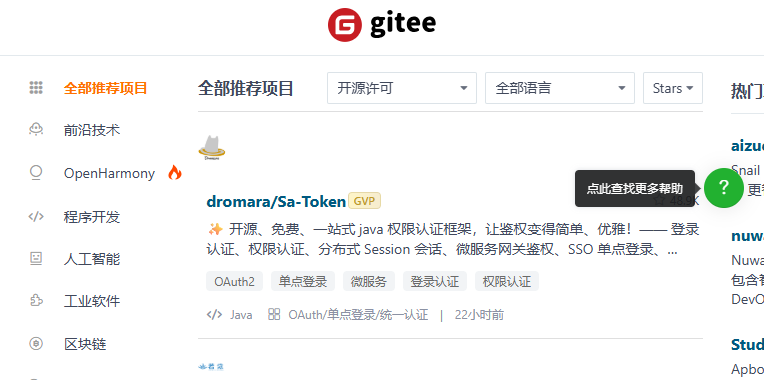 gitee
全部推荐项目
前沿技术
OpenHarmony
程序开发
人工智能
工业软件
区块链
全部推荐项目
开源许可
全部语言
Stars
dromara/Sa-Token GVP
✨ 开源、免费、一站式 java 权限认证框架，让鉴权变得简单、优雅！—— 登录
认证、权限认证、分布式 Session 会话、微服务网关鉴权、SSO 单点登录、...
OAuth2 单点登录 微服务 登录认证 权限认证
Java OAuth/单点登录/统一认证 | 22小时前
点此查找更多帮助
?
热门
aizu
Snail
更
nuwa
Nuwa
包含
DevO
Stud
Apbo